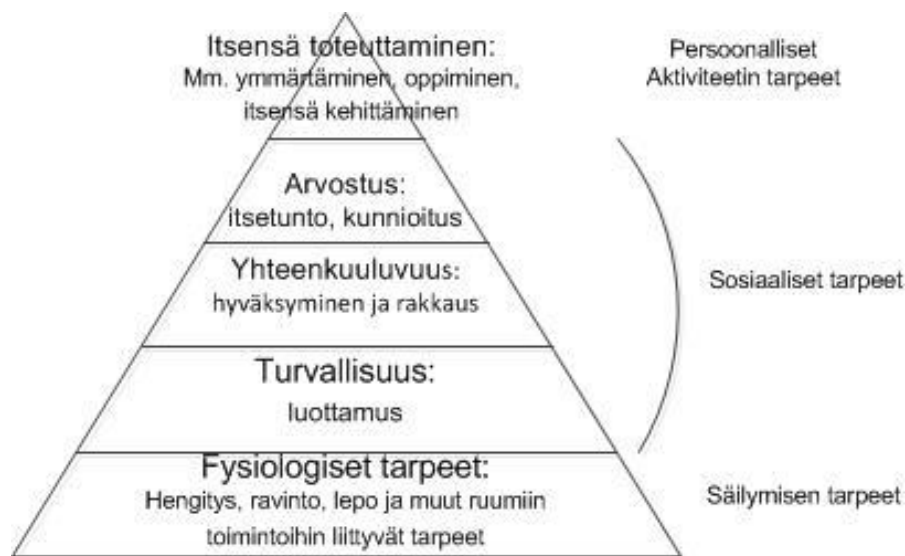 Itsensä toteuttaminen:
Mm. ymmärtäminen, oppiminen,
itsensä kehittäminen
Persoonalliset
Aktiviteetin tarpeet
Arvostus:
itsetunto, kunnioitus
Yhteenkuuluvuus:
hyväksyminen ja rakkaus
Sosiaaliset tarpeet
Turvallisuus:
luottamus
Fysiologiset tarpeet:
Hengitys, ravinto, lepo ja muut ruumiin
toimintoihin liittyvät tarpeet
Säilymisen tarpeet